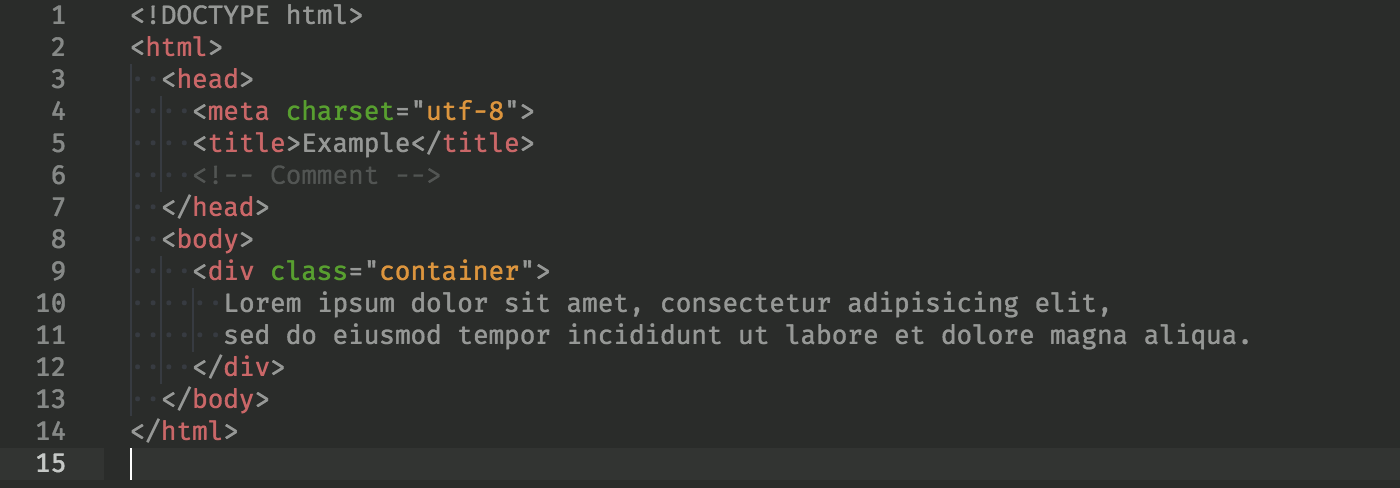 1 <!DOCTYPE html>
2 <html>
3   <head>
4     <meta charset="utf-8">
5     <title>Example</title>
6     <!-- Comment -->
7   </head>
8   <body>
9     <div class="container">
10       Lorem ipsum dolor sit amet, consectetur adipisicing elit,
11       sed do eiusmod tempor incididunt ut labore et dolore magna aliqua.
12     </div>
13   </body>
14 </html>
15